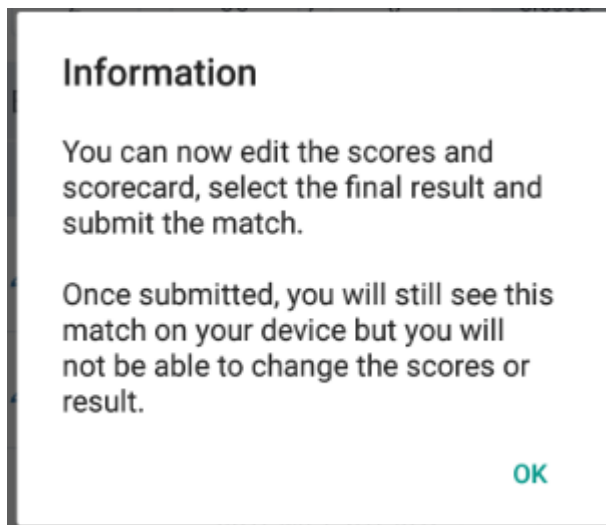 Information
You can now edit the scores and
scorecard, select the final result and
submit the match.
Once submitted, you will still see this
match on your device but you will
not be able to change the scores or
result.
OK